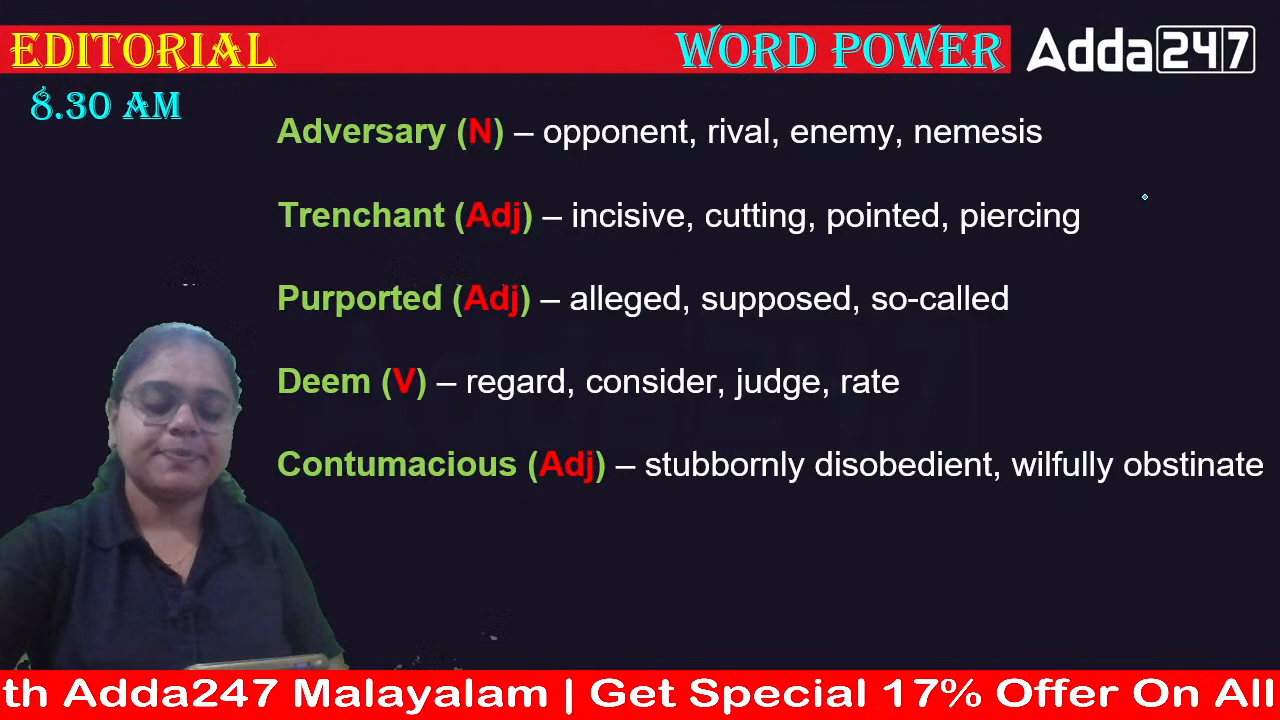 EDITORIAL WORD POWER Adda247
8.30 AM
Adversary (N) – opponent, rival, enemy, nemesis
Trenchant (Adj) – incisive, cutting, pointed, piercing
Purported (Adj) – alleged, supposed, so-called
Deem (V) – regard, consider, judge, rate
Contumacious (Adj) – stubbornly disobedient, wilfully obstinate
th Adda247 Malayalam | Get Special 17% Offer On All